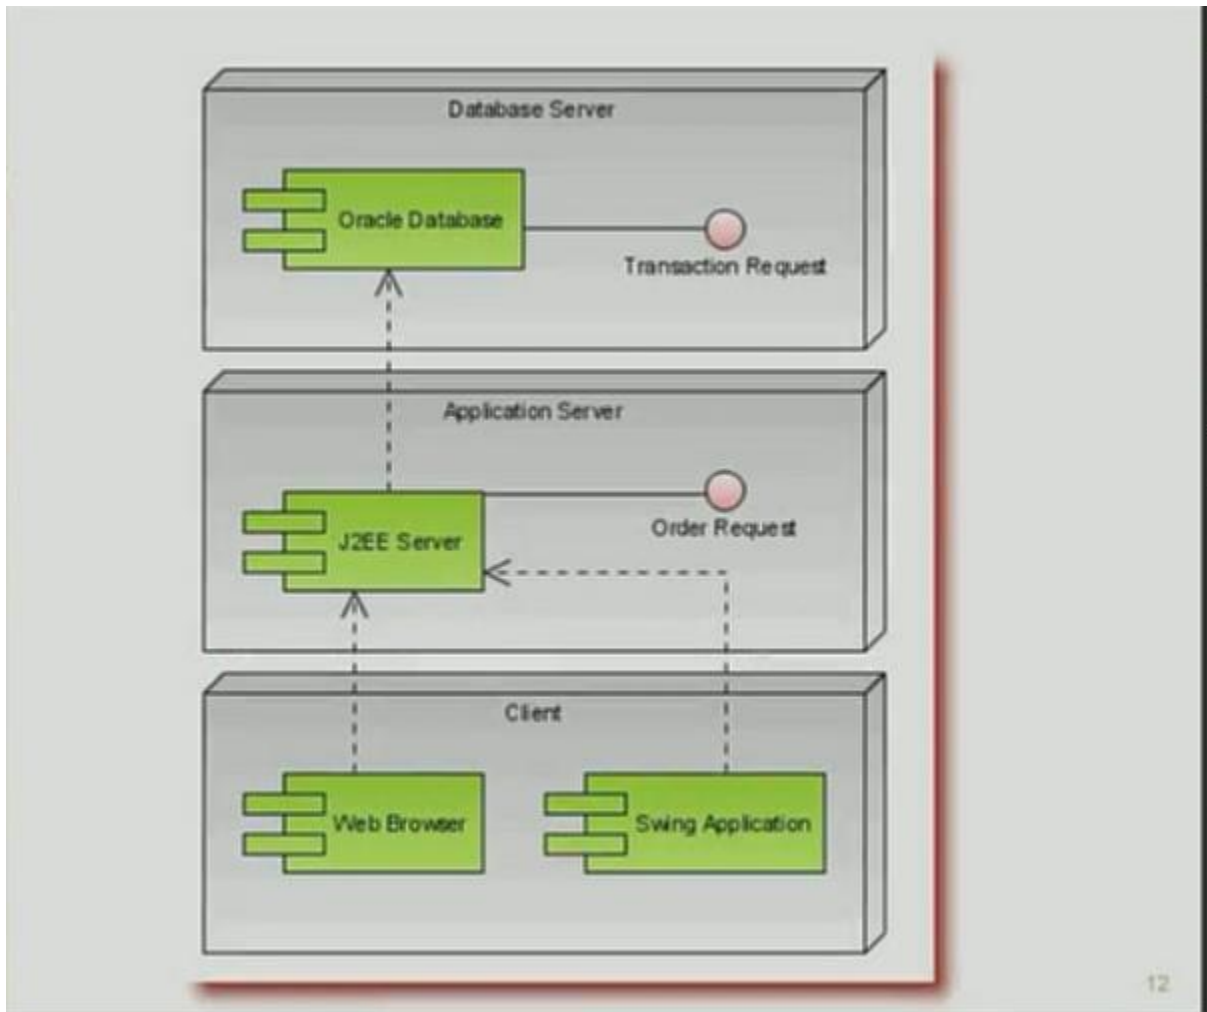 Database Server
Oracle Database
Transaction Request
Application Server
Order Request
J2EE Server
Client
Web Browser
Swing Application
12